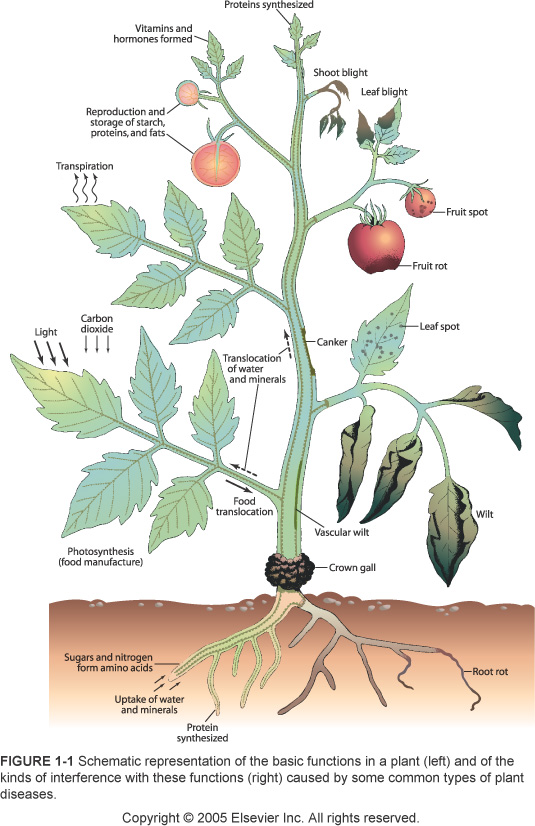 Proteins synthesized
Vitamins and
hormones formed
Shoot blight
Leaf blight
Reproduction and
storage of starch,
proteins, and fats
Transpiration
Fruit spot
Fruit rot
Carbon
dioxide
Light
Leaf spot
Canker
Translocation
of water
and minerals
Food
translocation
Vascular wilt
Wilt
Photosynthesis
(food manufacture)
Crown gall
Sugars and nitrogen
form amino acids
Root rot
Uptake of water
and minerals
Protein
synthesized
FIGURE 1-1 Schematic representation of the basic functions in a plant (left) and of the
kinds of interference with these functions (right) caused by some common types of plant
diseases.
Copyright © 2005 Elsevier Inc. All rights reserved.